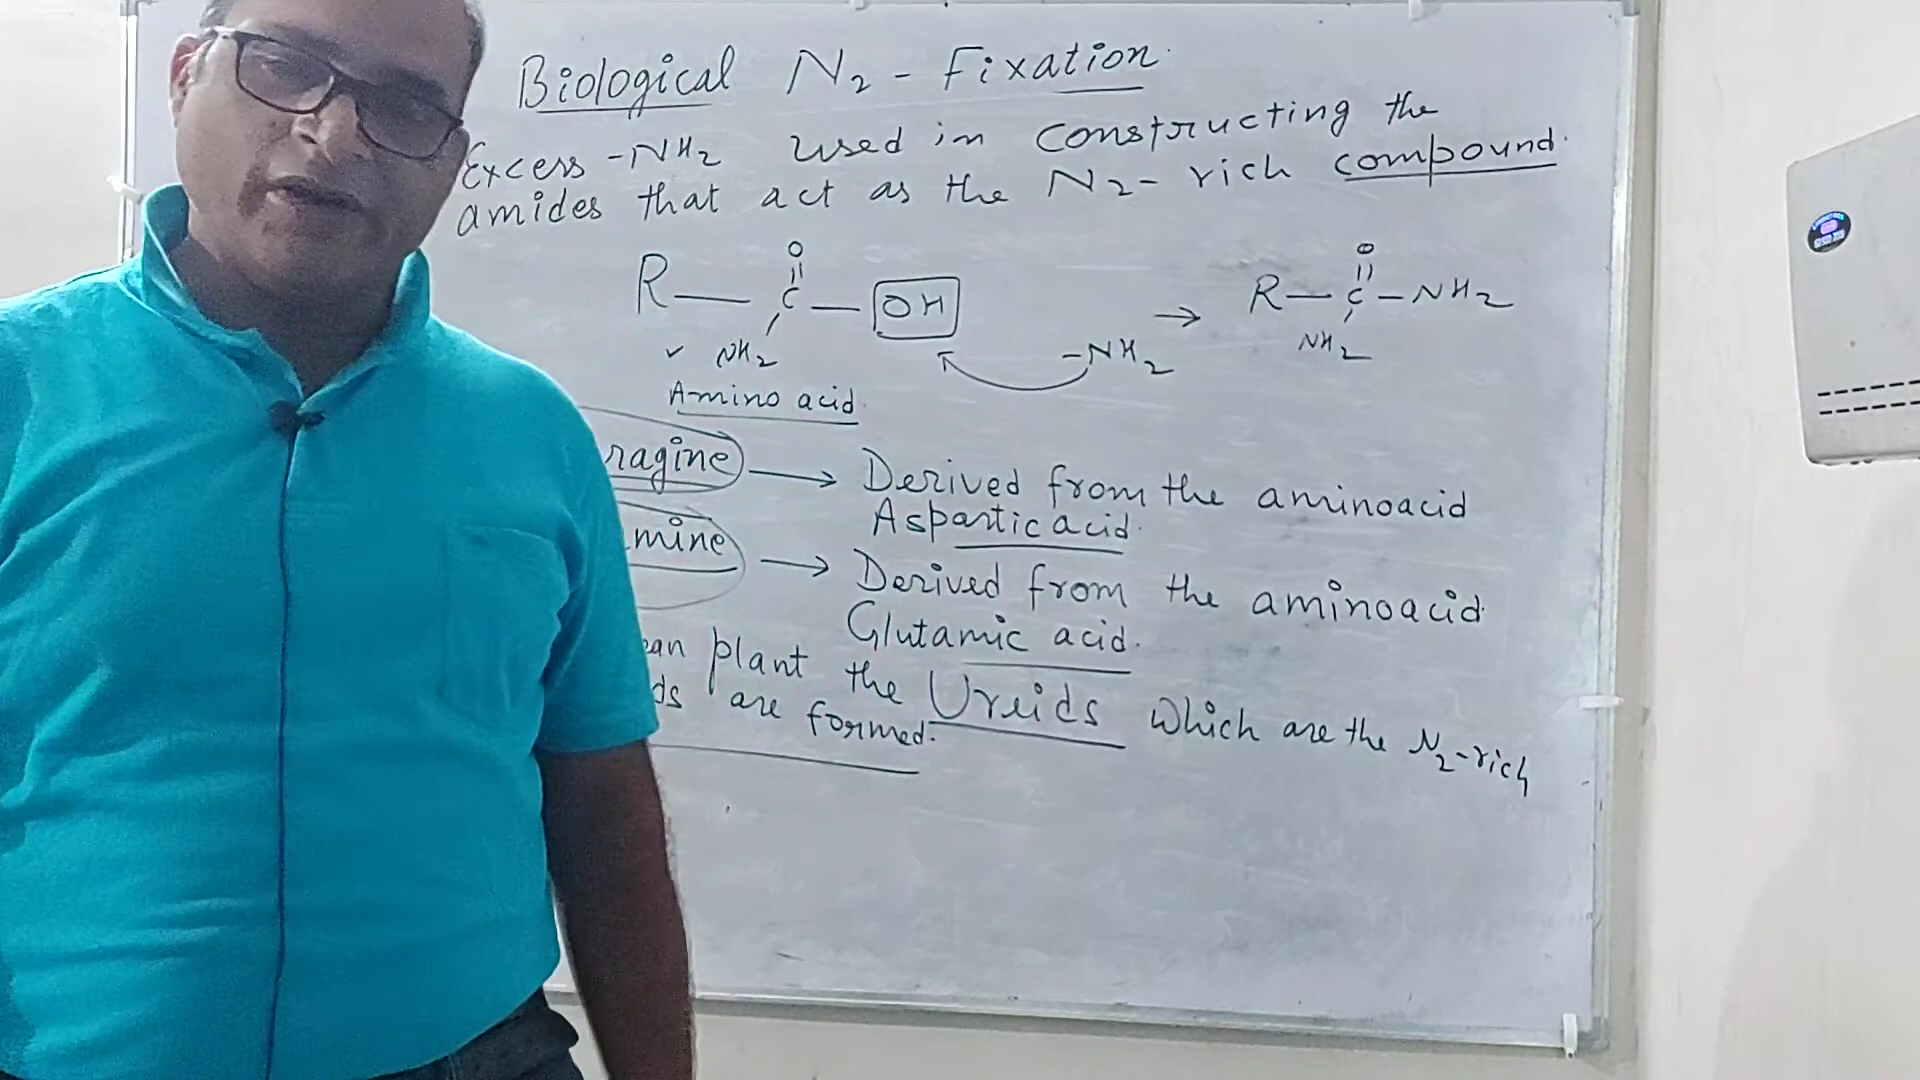 Biological N2 - Fixation.
Excess -NH2 used in constructing the
amides that act as the N2- rich compound.
O O
R — C — OH → R — C — NH2
NH2 -NH2 NH2
Amino acid.
ragine → Derived from the aminoacid
Aspartic acid.
mine → Derived from the aminoacid
Glutamic acid.
ean plant the Ureids which are the N2-rich
ds are formed.